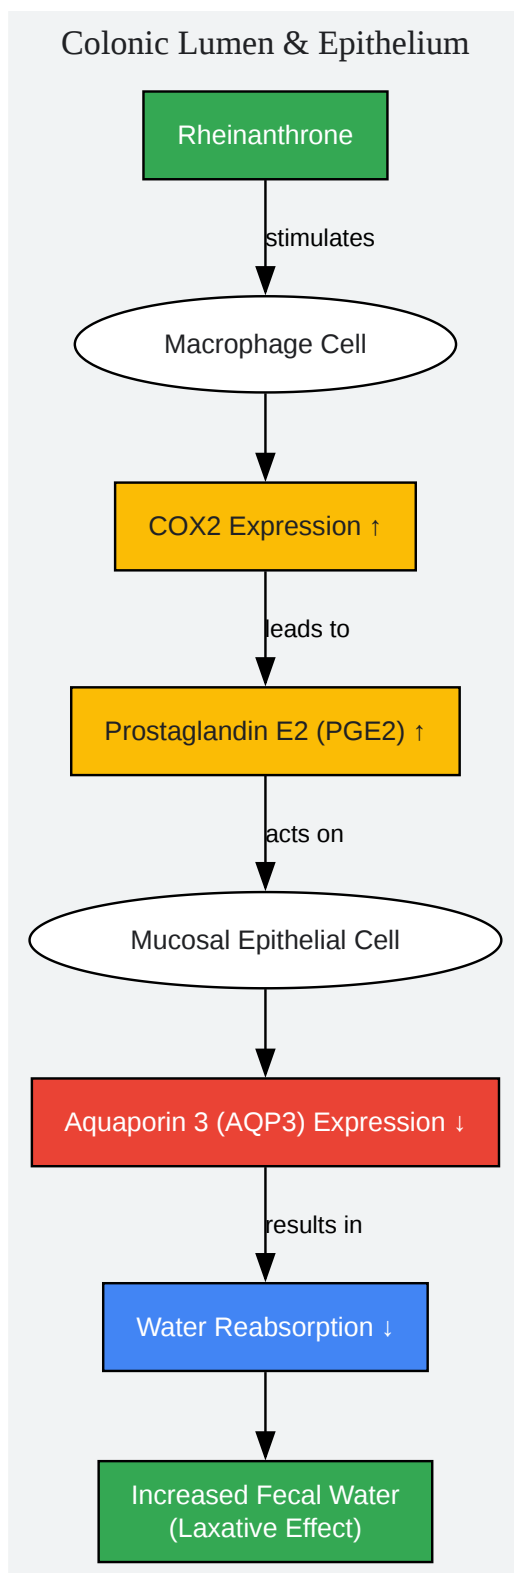 Colonic Lumen & Epithelium
Rheinanthrone
stimulates
Macrophage Cell
COX2 Expression ↑
leads to
Prostaglandin E2 (PGE2) ↑
acts on
Mucosal Epithelial Cell
Aquaporin 3 (AQP3) Expression ↓
results in
Water Reabsorption ↓
Increased Fecal Water
(Laxative Effect)